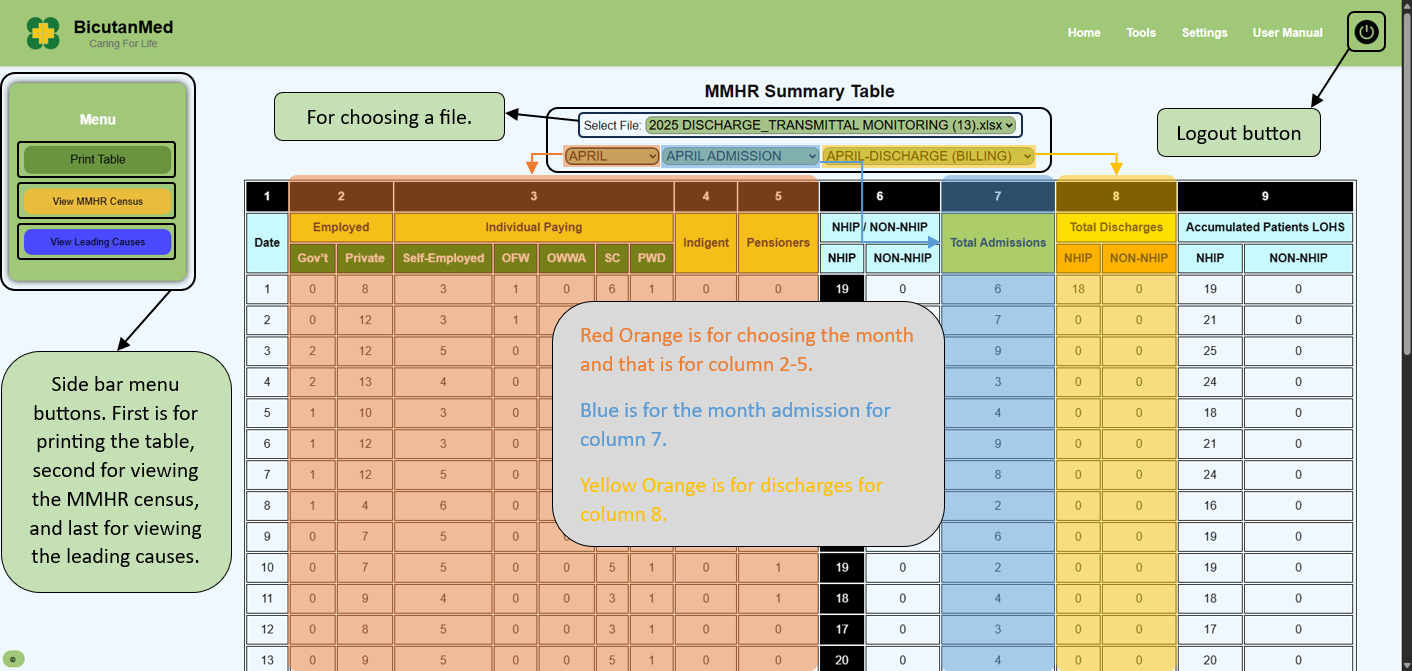 BicutanMed
Caring For Life
Home Tools Settings User Manual
Menu
Print Table
View MMHR Census
View Leading Causes
MMHR Summary Table
For choosing a file.
Select File: 2025 DISCHARGE_TRANSMITTAL MONITORING (13).xlsx
APRIL APRIL ADMISSION APRIL-DISCHARGE (BILLING)
Logout button
1 2 3 4 5 6 7 8 9
Date Employed Individual Paying Indigent Pensioners NHIP / NON-NHIP Total Admissions Total Discharges Accumulated Patients LOHS
Gov't Private Self-Employed OFW OWWA SC PWD NHIP NON-NHIP NHIP NON-NHIP NHIP NON-NHIP
1 0 8 3 1 0 6 1 0 0 19 0 6 18 0 19 0
2 0 12 3 1 7 0 0 21 0
3 2 12 5 0 9 0 0 25 0
4 2 13 4 0 3 0 0 24 0
5 1 10 3 0 4 0 0 18 0
6 1 12 3 0 9 0 0 21 0
7 1 12 5 0 8 0 0 24 0
8 1 4 6 0 2 0 0 16 0
9 0 7 5 0 6 0 0 19 0
10 0 7 5 0 0 5 1 0 1 19 0 2 0 0 19 0
11 0 9 4 0 0 3 1 0 1 18 0 4 0 0 18 0
12 0 8 5 0 0 3 1 0 0 17 0 3 0 0 17 0
13 0 9 5 0 0 5 1 0 0 20 0 4 0 0 20 0
Red Orange is for choosing the month
and that is for column 2-5.
Blue is for the month admission for
column 7.
Yellow Orange is for discharges for
column 8.
Side bar menu
buttons. First is for
printing the table,
second for viewing
the MMHR census,
and last for viewing
the leading causes.